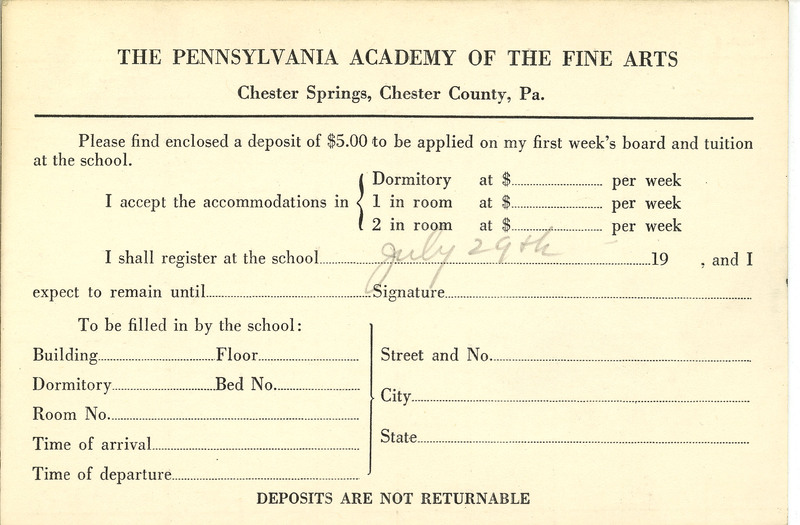 THE PENNSYLVANIA ACADEMY OF THE FINE ARTS
Chester Springs, Chester County, Pa.
Please find enclosed a deposit of $5.00 to be applied on my first week's board and tuition
at the school.
I accept the accommodations in
Dormitory at $............ per week
1 in room at $............ per week
2 in room at $............ per week
I shall register at the school............July 29th............19 , and I
expect to remain until............Signature............
To be filled in by the school:
Building............Floor............
Dormitory............Bed No.............
Room No.............
Time of arrival............
Time of departure............
Street and No.............
City............
State............
DEPOSITS ARE NOT RETURNABLE